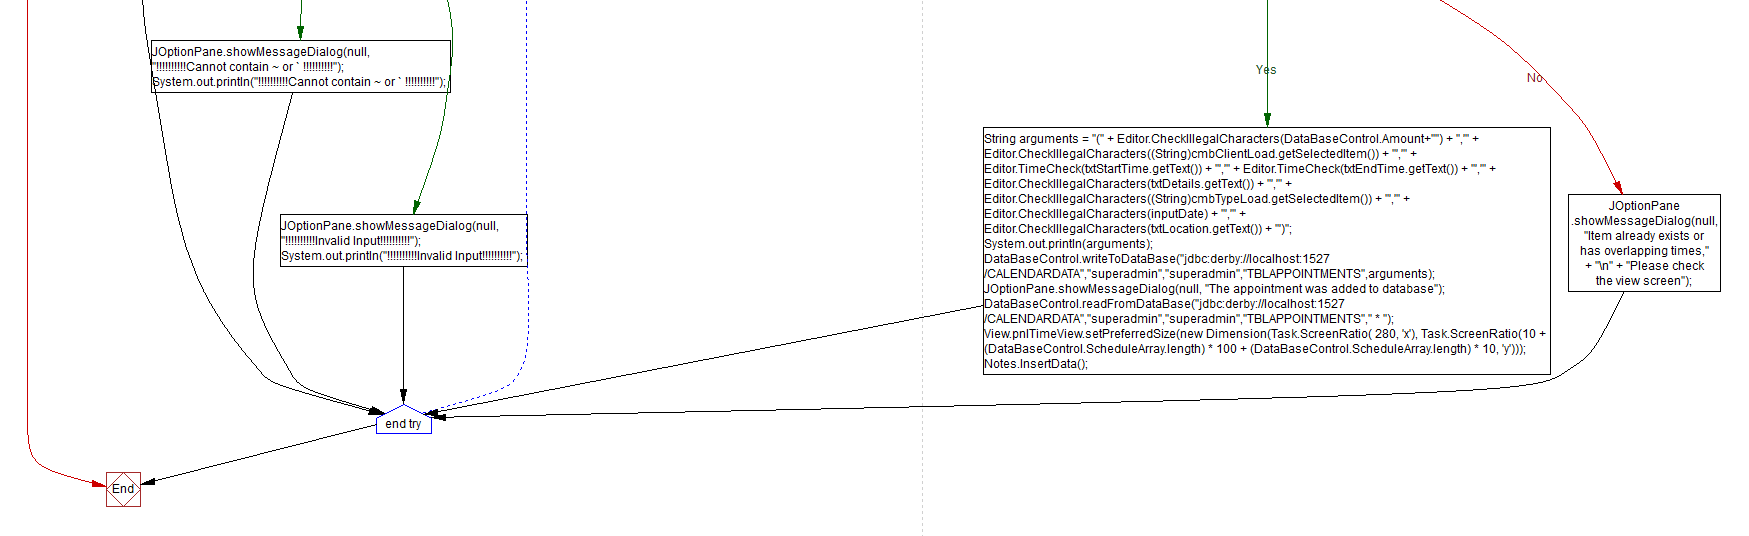 JOptionPane.showMessageDialog(null,
"!!!!!!!!!!Cannot contain ~ or ` !!!!!!!!!!");
System.out.println("!!!!!!!!!!Cannot contain ~ or ` !!!!!!!!!!");
JOptionPane.showMessageDialog(null,
"!!!!!!!!!!Invalid Input!!!!!!!!!!");
System.out.println("!!!!!!!!!!Invalid Input!!!!!!!!!!");
end try
End
Yes
No
String arguments = "(" + Editor.CheckIllegalCharacters(DataBaseControl.Amount+"") + ",'" +
Editor.CheckIllegalCharacters((String)cmbClientLoad.getSelectedItem()) + "','" +
Editor.TimeCheck(txtStartTime.getText()) + "','" + Editor.TimeCheck(txtEndTime.getText()) + "','" +
Editor.CheckIllegalCharacters(txtDetails.getText()) + "','" +
Editor.CheckIllegalCharacters((String)cmbTypeLoad.getSelectedItem()) + "','" +
Editor.CheckIllegalCharacters(inputDate) + "','" +
Editor.CheckIllegalCharacters(txtLocation.getText()) + "')";
System.out.println(arguments);
DataBaseControl.writeToDataBase("jdbc:derby://localhost:1527
/CALENDARDATA","superadmin","superadmin","TBLAPPOINTMENTS",arguments);
JOptionPane.showMessageDialog(null, "The appointment was added to database");
DataBaseControl.readFromDataBase("jdbc:derby://localhost:1527
/CALENDARDATA","superadmin","superadmin","TBLAPPOINTMENTS"," * ");
View.pnlTimeView.setPreferredSize(new Dimension(Task.ScreenRatio( 280, 'x'), Task.ScreenRatio(10 +
(DataBaseControl.ScheduleArray.length) * 100 + (DataBaseControl.ScheduleArray.length) * 10, 'y')));
Notes.InsertData();
JOptionPane
.showMessageDialog(null,
"Item already exists or
has overlapping times,"
+ "\n" + "Please check
the view screen");